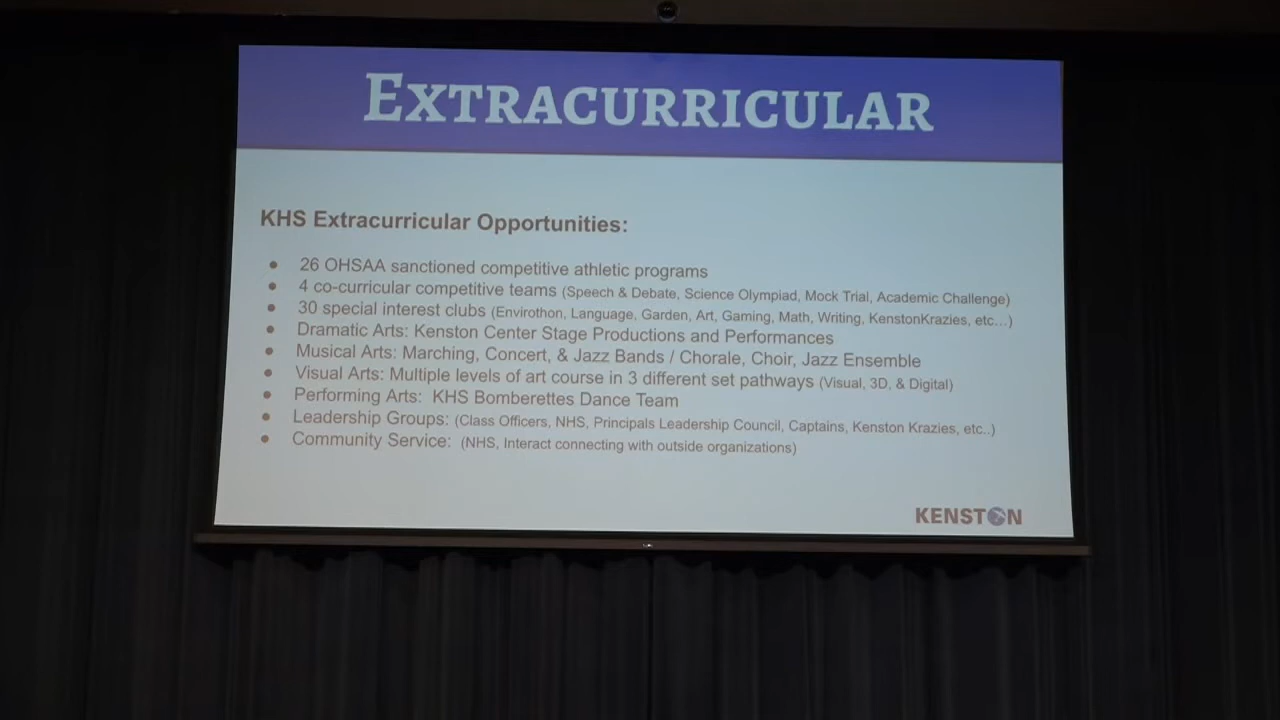 EXTRACURRICULAR
KHS Extracurricular Opportunities:
● 26 OHSAA sanctioned competitive athletic programs
● 4 co-curricular competitive teams (Speech & Debate, Science Olympiad, Mock Trial, Academic Challenge)
● 30 special interest clubs (Envirothon, Language, Garden, Art, Gaming, Math, Writing, KenstonKrazies, etc...)
● Dramatic Arts: Kenston Center Stage Productions and Performances
● Musical Arts: Marching, Concert, & Jazz Bands / Chorale, Choir, Jazz Ensemble
● Visual Arts: Multiple levels of art course in 3 different set pathways (Visual, 3D, & Digital)
● Performing Arts: KHS Bomberettes Dance Team
● Leadership Groups: (Class Officers, NHS, Principals Leadership Council, Captains, Kenston Krazies, etc..)
● Community Service: (NHS, Interact connecting with outside organizations)
KENSTON